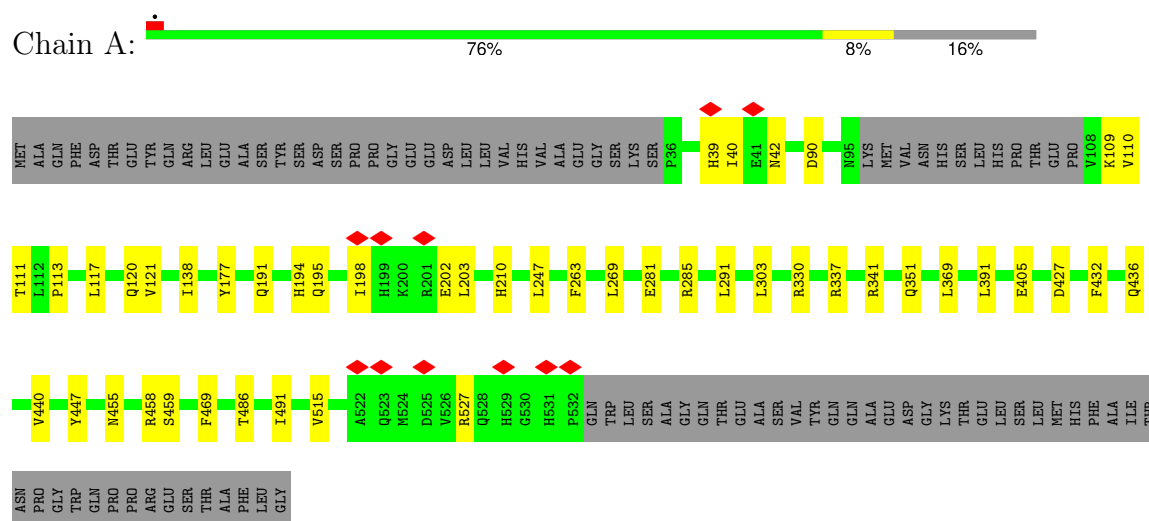 Chain A:
76% 8% 16%
MET ALA GLN PHE ASP THR GLU TYR GLN ARG LEU GLU ALA SER TYR SER ASP SER PRO PRO GLY GLU GLU ASP LEU LEU VAL HIS VAL ALA GLU GLY SER LYS SER P36 H39 I40 E41 N42 D90 N95 LYS MET VAL ASN HIS SER LEU HIS PRO THR GLU PRO V108 K109 V110
T111 L112 P113 L117 Q120 V121 I138 Y177 Q191 H194 Q195 I198 H199 K200 R201 E202 L203 H210 L247 F263 L269 E281 R285 L291 L303 R330 R337 R341 Q351 L369 L391 E405 D427 F432 Q436
V440 Y447 N455 R458 S459 F469 T486 I491 V515 A522 Q523 M524 D525 V526 R527 Q528 H529 G530 H531 P532 GLN TRP LEU SER ALA GLY GLN THR GLU ALA SER VAL TYR GLN GLN ALA GLU ASP GLY LYS THR GLU LEU SER LEU MET HIS PHE ALA ILE
ASN PRO GLY TRP GLN PRO PRO ARG GLU SER THR ALA PHE LEU GLY